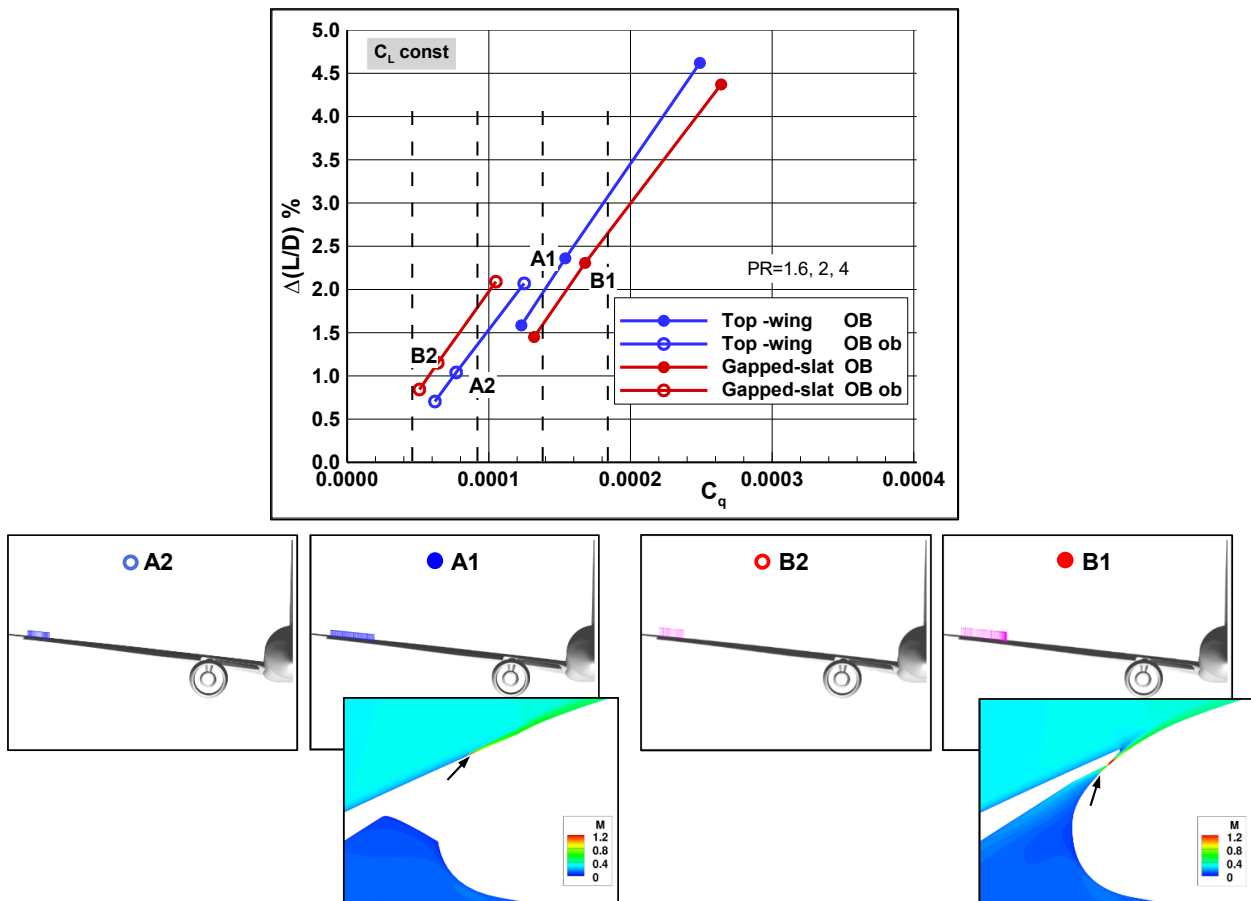 C_L const
5.0
4.5
4.0
3.5
3.0
2.5
2.0
1.5
1.0
0.5
0.0
Δ(L/D) %
A1
B1
B2
A2
PR=1.6, 2, 4
Top -wing OB
Top -wing OB ob
Gapped-slat OB
Gapped-slat OB ob
0.0000 0.0001 0.0002 0.0003 0.0004
C_q
A2
A1
B2
B1
M
1.2
0.8
0.4
0
M
1.2
0.8
0.4
0